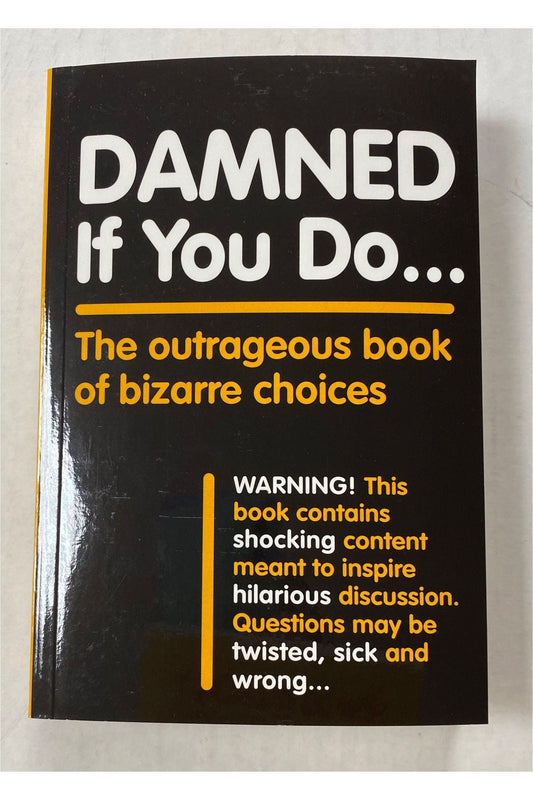 DAMNED
If You Do...
The outrageous book
of bizarre choices
WARNING! This
book contains
shocking content
meant to inspire
hilarious discussion.
Questions may be
twisted, sick and
wrong...